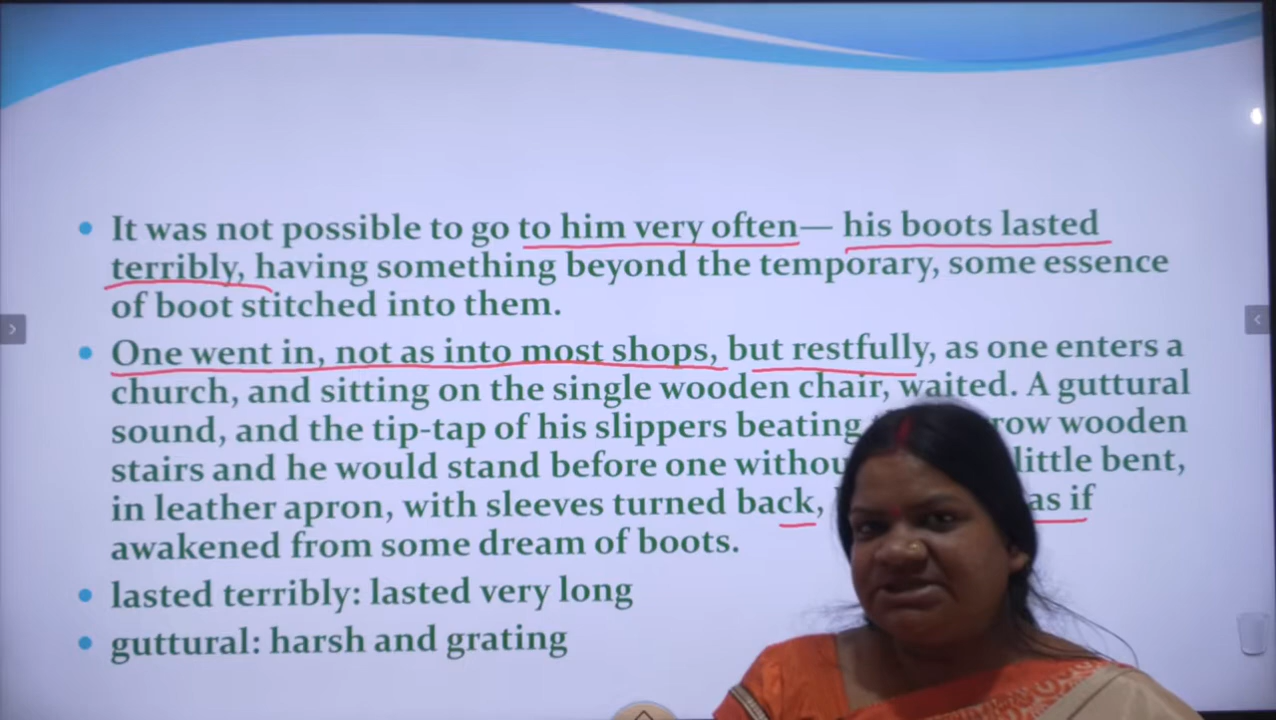 • It was not possible to go to him very often— his boots lasted
terribly, having something beyond the temporary, some essence
of boot stitched into them.
• One went in, not as into most shops, but restfully, as one enters a
church, and sitting on the single wooden chair, waited. A guttural
sound, and the tip-tap of his slippers beating row wooden
stairs and he would stand before one withou little bent,
in leather apron, with sleeves turned back, as if
awakened from some dream of boots.
• lasted terribly: lasted very long
• guttural: harsh and grating